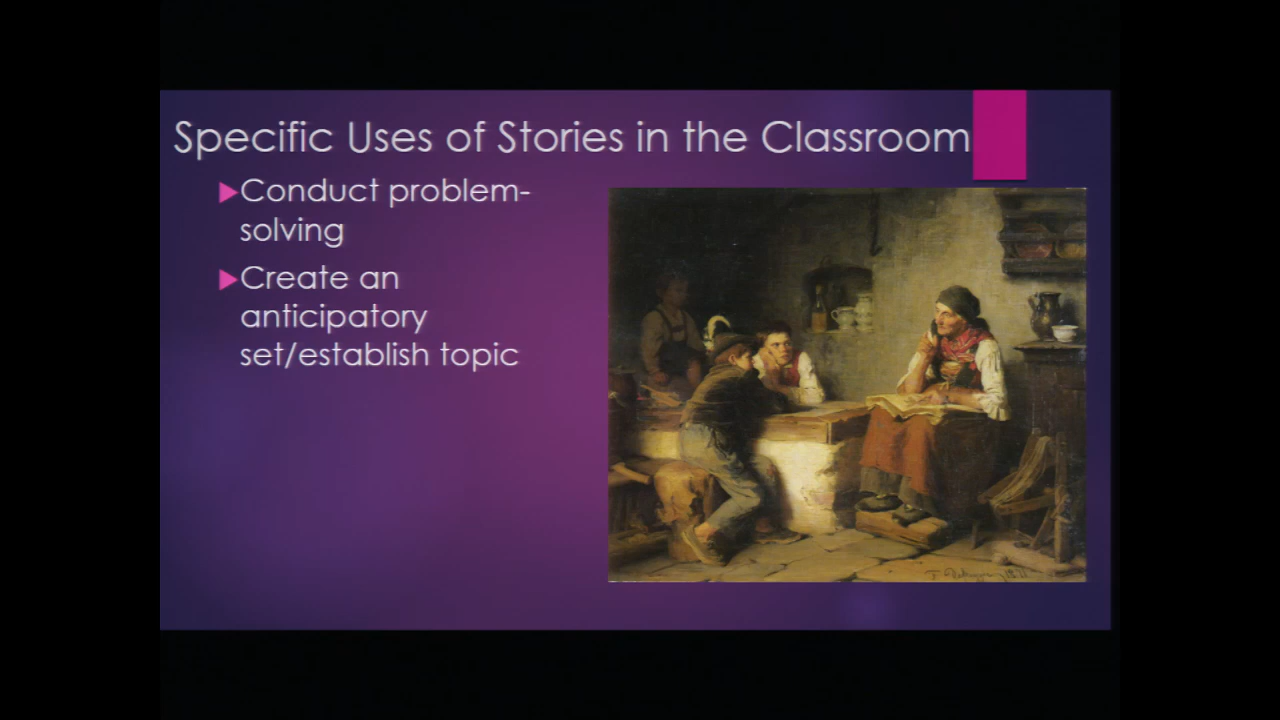 Specific Uses of Stories in the Classroom
Conduct problem-
solving
Create an
anticipatory
set/establish topic